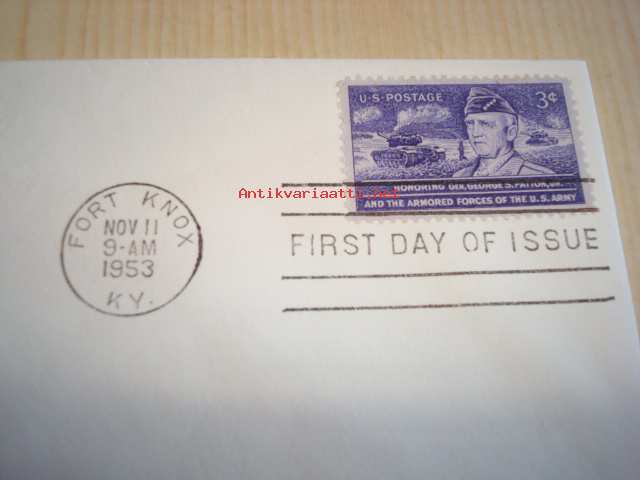 U.S. POSTAGE 3¢
HONORING GEN. GEORGE S. PATTON, JR.
AND THE ARMORED FORCES OF THE U.S. ARMY
Antikvariaatti.net
FORT KNOX
NOV 11
9-AM
1953
KY.
FIRST DAY OF ISSUE